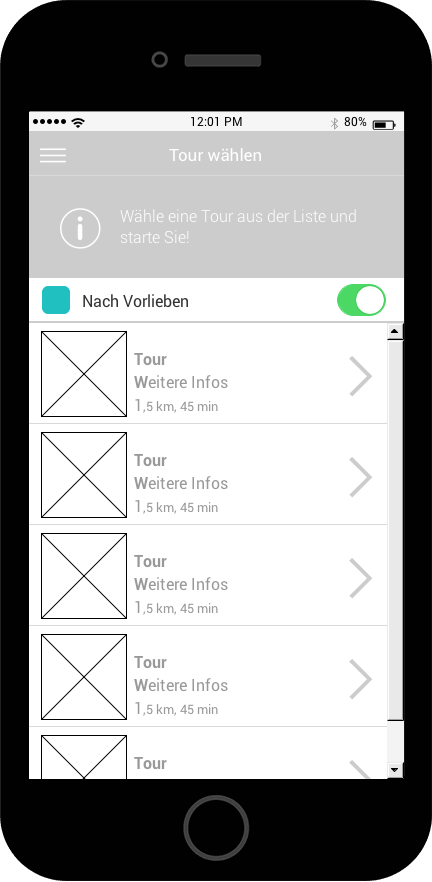 12:01 PM
80%
Tour wählen
Wähle eine Tour aus der Liste und
starte Sie!
Nach Vorlieben
Tour
Weitere Infos
1,5 km, 45 min
Tour
Weitere Infos
1,5 km, 45 min
Tour
Weitere Infos
1,5 km, 45 min
Tour
Weitere Infos
1,5 km, 45 min
Tour